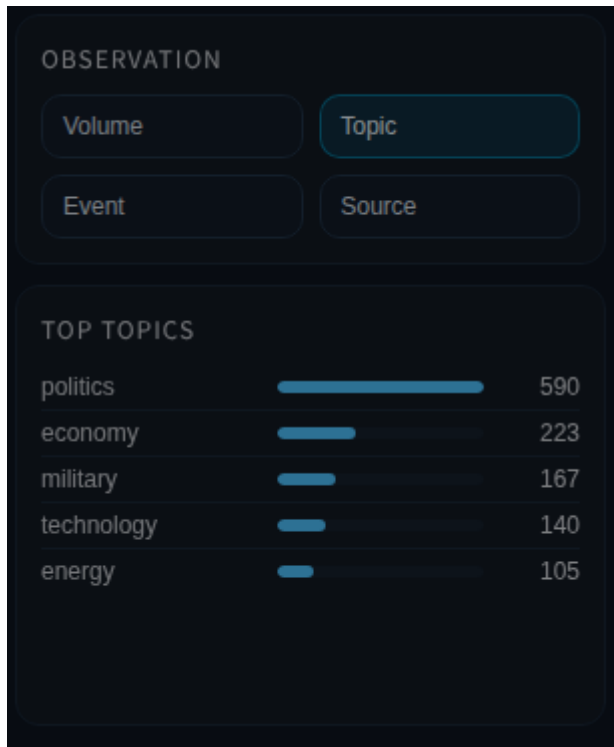 OBSERVATION
Volume Topic
Event Source
TOP TOPICS
politics 590
economy 223
military 167
technology 140
energy 105